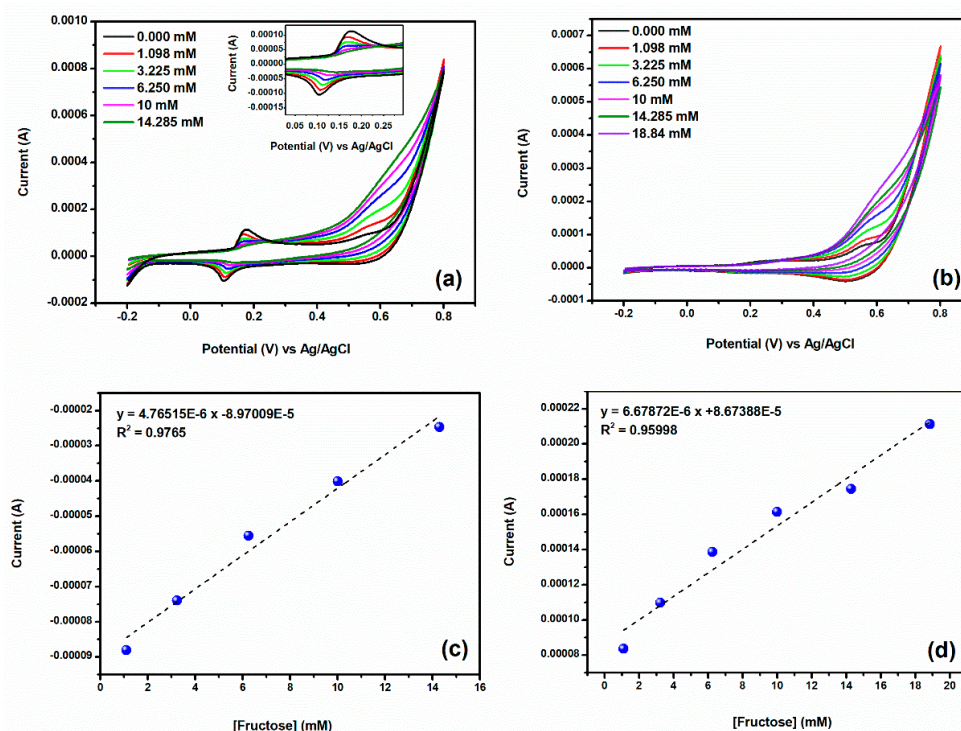 0.000 mM
1.098 mM
3.225 mM
6.250 mM
10 mM
14.285 mM
0.00010
0.00005
0.00000
-0.00005
-0.00010
-0.00015
Current (A)
0.05 0.10 0.15 0.20 0.25
Potential (V) vs Ag/AgCl
0.0010
0.0008
0.0006
0.0004
0.0002
0.0000
-0.0002
Current (A)
-0.2 0.0 0.2 0.4 0.6 0.8
Potential (V) vs Ag/AgCl
(a)
0.000 mM
1.098 mM
3.225 mM
6.250 mM
10 mM
14.285 mM
18.84 mM
0.0007
0.0006
0.0005
0.0004
0.0003
0.0002
0.0001
0.0000
-0.0001
Current (A)
-0.2 0.0 0.2 0.4 0.6 0.8
Potential (V) vs Ag/AgCl
(b)
y = 4.76515E-6 x -8.97009E-5
R² = 0.9765
-0.00002
-0.00003
-0.00004
-0.00005
-0.00006
-0.00007
-0.00008
-0.00009
Current (A)
0 2 4 6 8 10 12 14 16
[Fructose] (mM)
(c)
y = 6.67872E-6 x +8.67388E-5
R² = 0.95998
0.00022
0.00020
0.00018
0.00016
0.00014
0.00012
0.00010
0.00008
Current (A)
0 2 4 6 8 10 12 14 16 18 20
[Fructose] (mM)
(d)